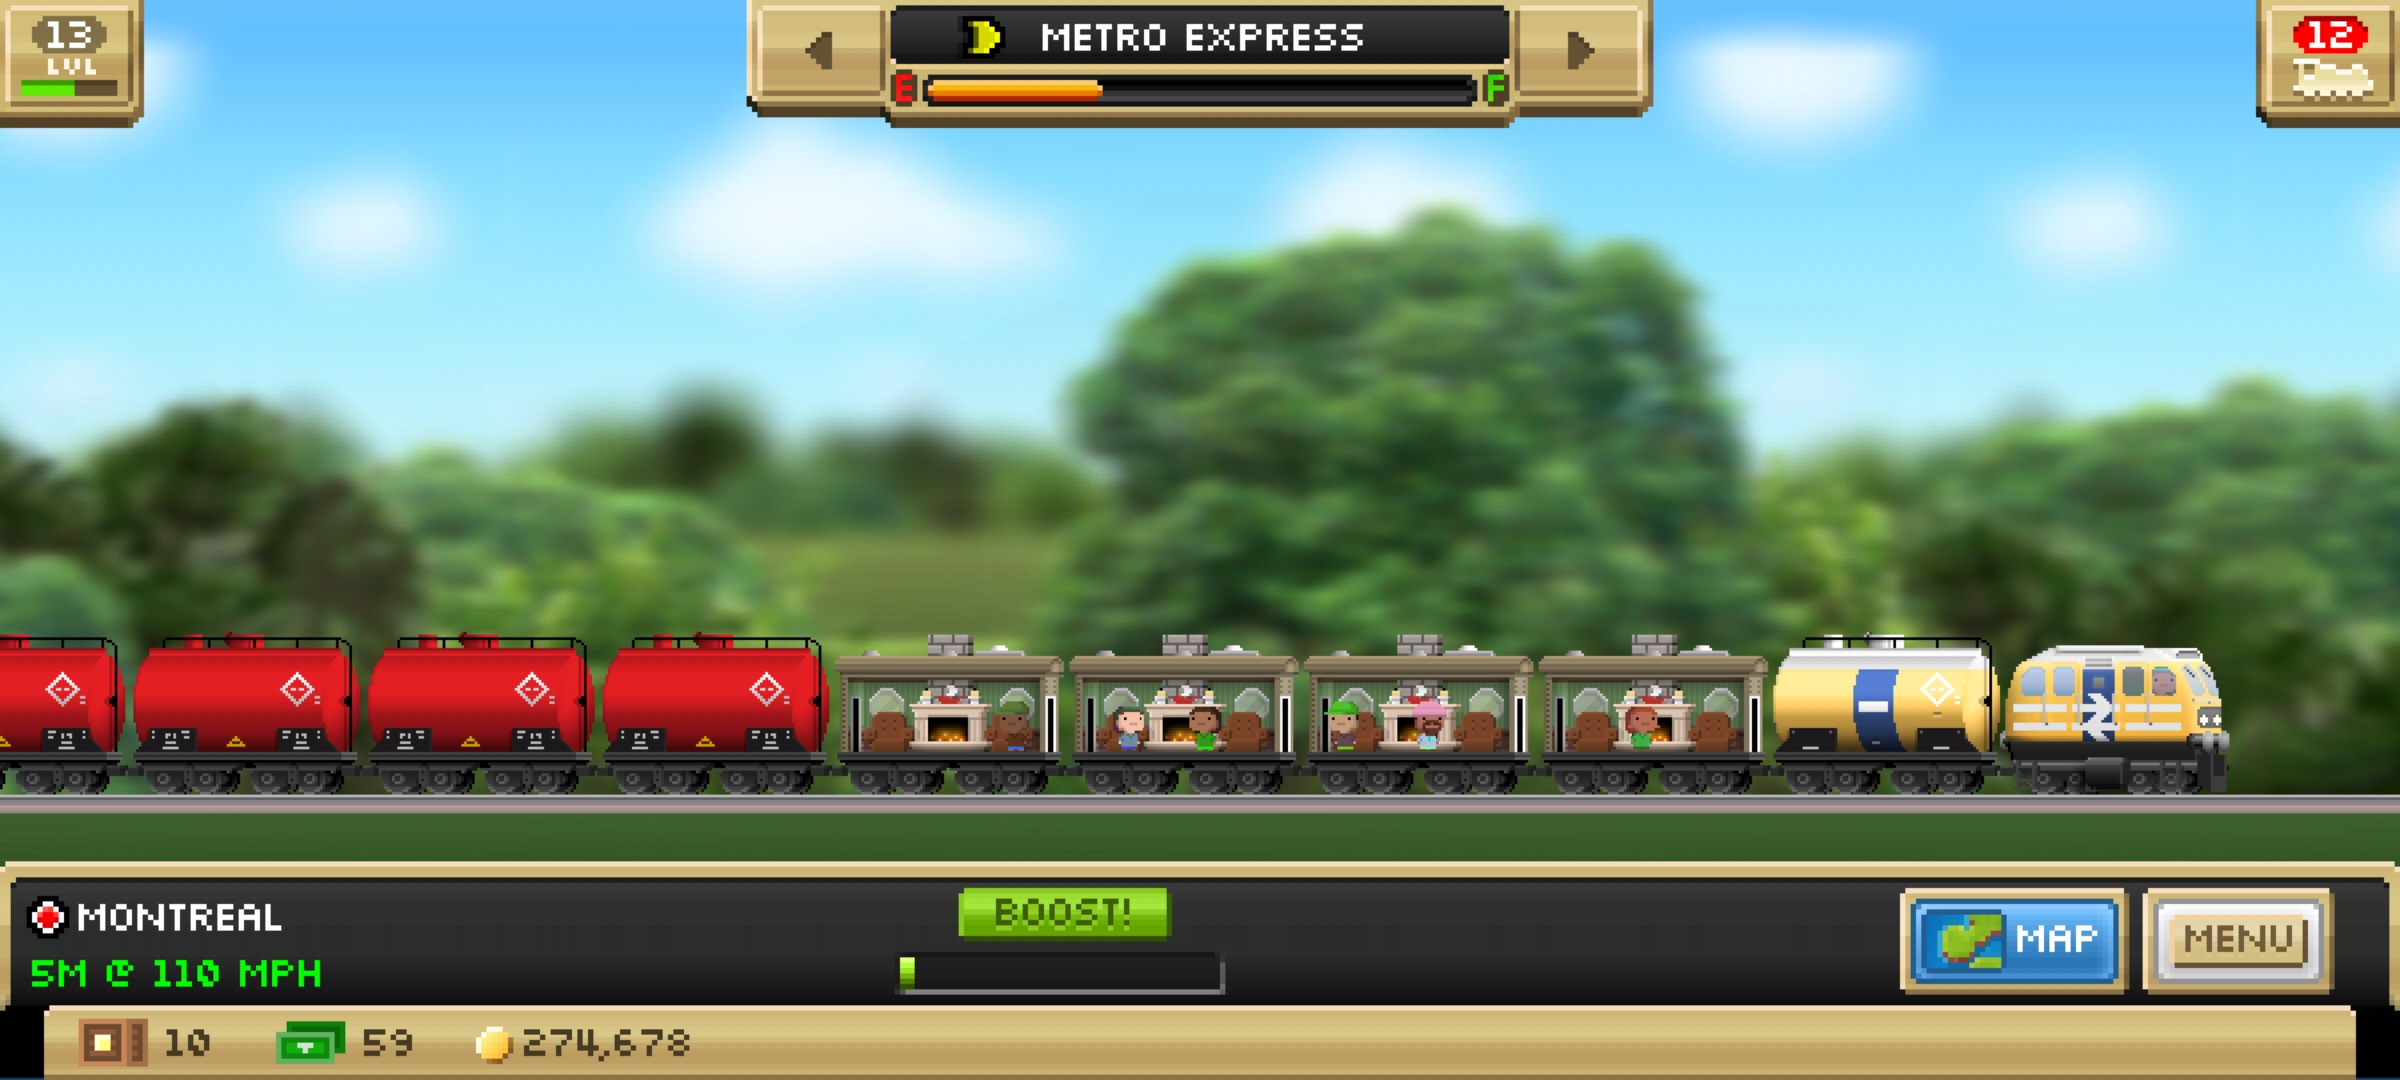 13
LVL
METRO EXPRESS
E F
12
MONTREAL
5M @ 110 MPH
BOOST!
MAP
MENU
10 59 274,678